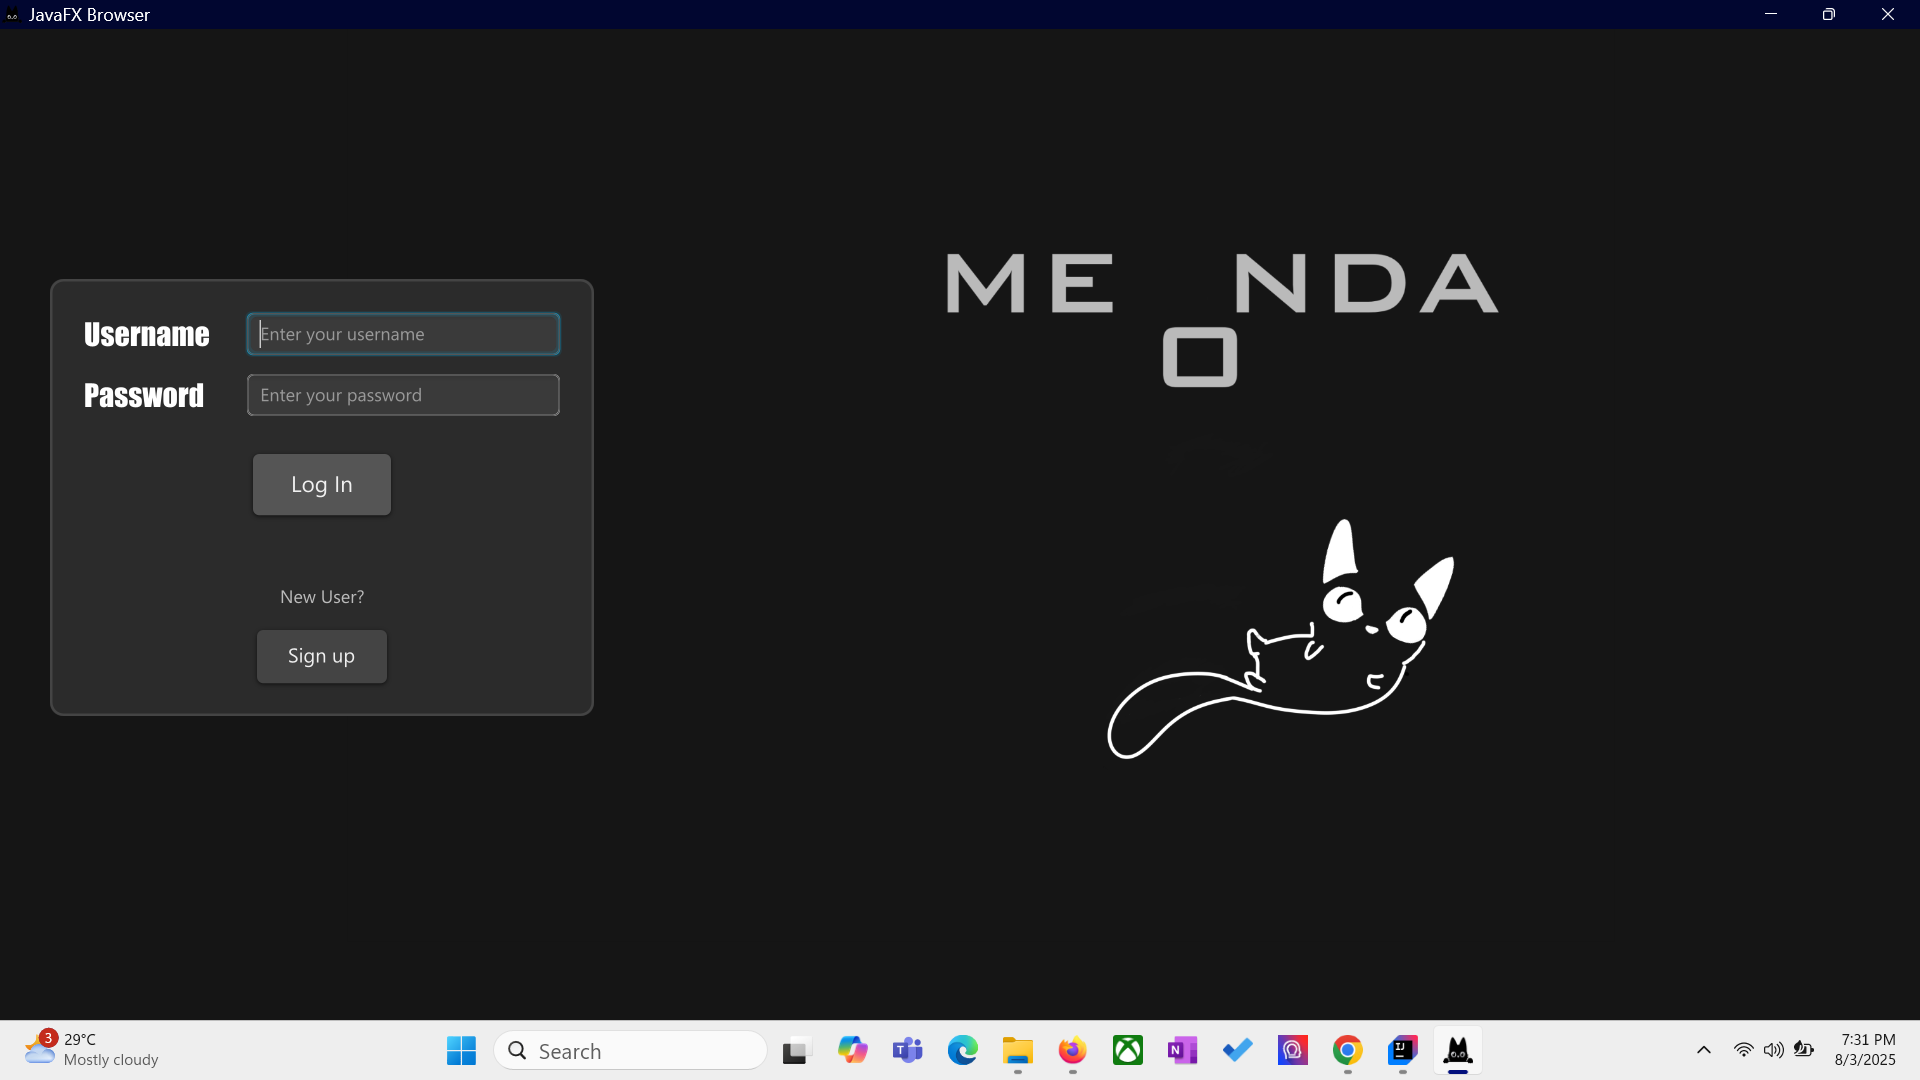 JavaFX Browser
ME NDA
O
Username
Enter your username
Password
Enter your password
Log In
New User?
Sign up
3
29°C
Mostly cloudy
Search
7:31 PM
8/3/2025